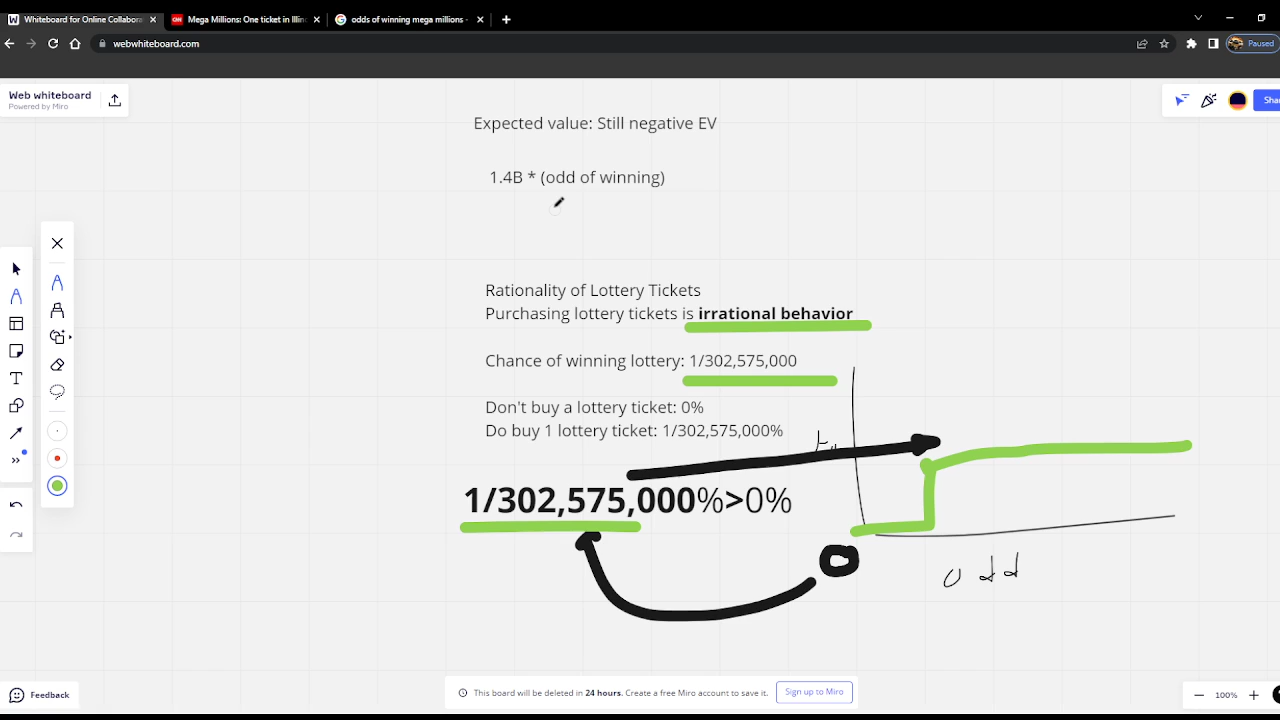 Whiteboard for Online Collabora
Mega Millions: One ticket in Illin
odds of winning mega millions -
webwhiteboard.com
Paused
Web whiteboard
Powered by Miro
Sha
Expected value: Still negative EV
1.4B * (odd of winning)
Rationality of Lottery Tickets
Purchasing lottery tickets is irrational behavior
Chance of winning lottery: 1/302,575,000
Don't buy a lottery ticket: 0%
Do buy 1 lottery ticket: 1/302,575,000%
1/302,575,000%>0%
odd
Feedback
This board will be deleted in 24 hours. Create a free Miro account to save it.
Sign up to Miro
100%